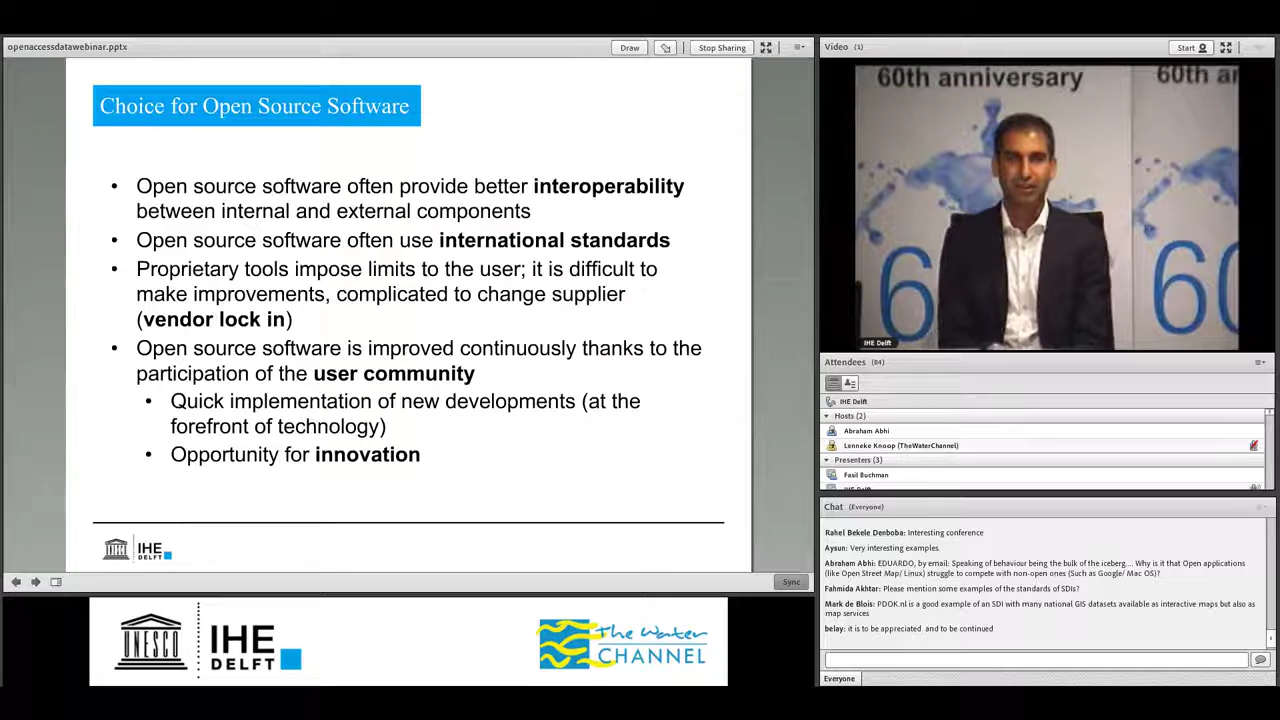 openaccessdatawebinar.pptx
Draw
Stop Sharing
Choice for Open Source Software
• Open source software often provide better interoperability
between internal and external components
• Open source software often use international standards
• Proprietary tools impose limits to the user; it is difficult to
make improvements, complicated to change supplier
(vendor lock in)
• Open source software is improved continuously thanks to the
participation of the user community
• Quick implementation of new developments (at the
forefront of technology)
• Opportunity for innovation
IHE
DELFT
Sync
UNESCO
IHE
DELFT
The Water
CHANNEL
Video (1)
Start
60th anniversary
60th an
60
6
60
IHE Delft
Attendees (84)
IHE Delft
Hosts (2)
Abraham Abhi
Lenneke Knoop (TheWaterChannel)
Presenters (3)
Fasil Buchman
IHE Delft
Chat (Everyone)
Rahel Bekele Denboba: Interesting conference
Aysun: Very interesting examples.
Abraham Abhi: EDUARDO, by email: Speaking of behaviour being the bulk of the iceberg.... Why is it that Open applications
(like Open Street Map/ Linux) struggle to compete with non-open ones (Such as Google/ Mac OS)?
Fahmida Akhtar: Please mention some examples of the standards of SDIs?
Mark de Blois: PDOK.nl is a good example of an SDI with many national GIS datasets available as interactive maps but also as
map services
belay: it is to be appreciated and to be continued
Everyone